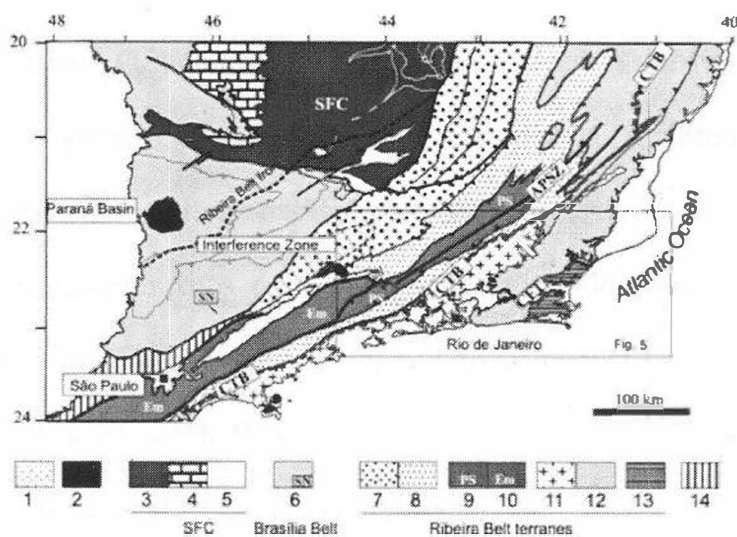 48 46 44 42 40
20
SFC
CTB
Ribeira Belt
APSZ
Paraná Basin
PS
22
Interference Zone
Atlantic Ocean
CTB
SN
PS
Em
Rio de Janeiro Fig. 5
São Paulo
CTB
Em
100 km
24
1 2 3 4 5 6 7 8 9 10 11 12 13 14
SN PS Em
SFC Brasília Belt Ribeira Belt terranes